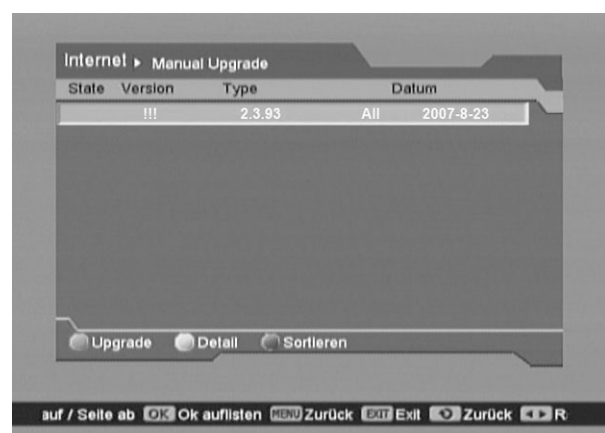 Internet ▸ Manual Upgrade
State Version Type Datum
!!! 2.3.93 All 2007-8-23
Upgrade Detail Sortieren
auf / Seite ab OK Ok auflisten MENU Zurück EXIT Exit Zurück ◂ ▸ R